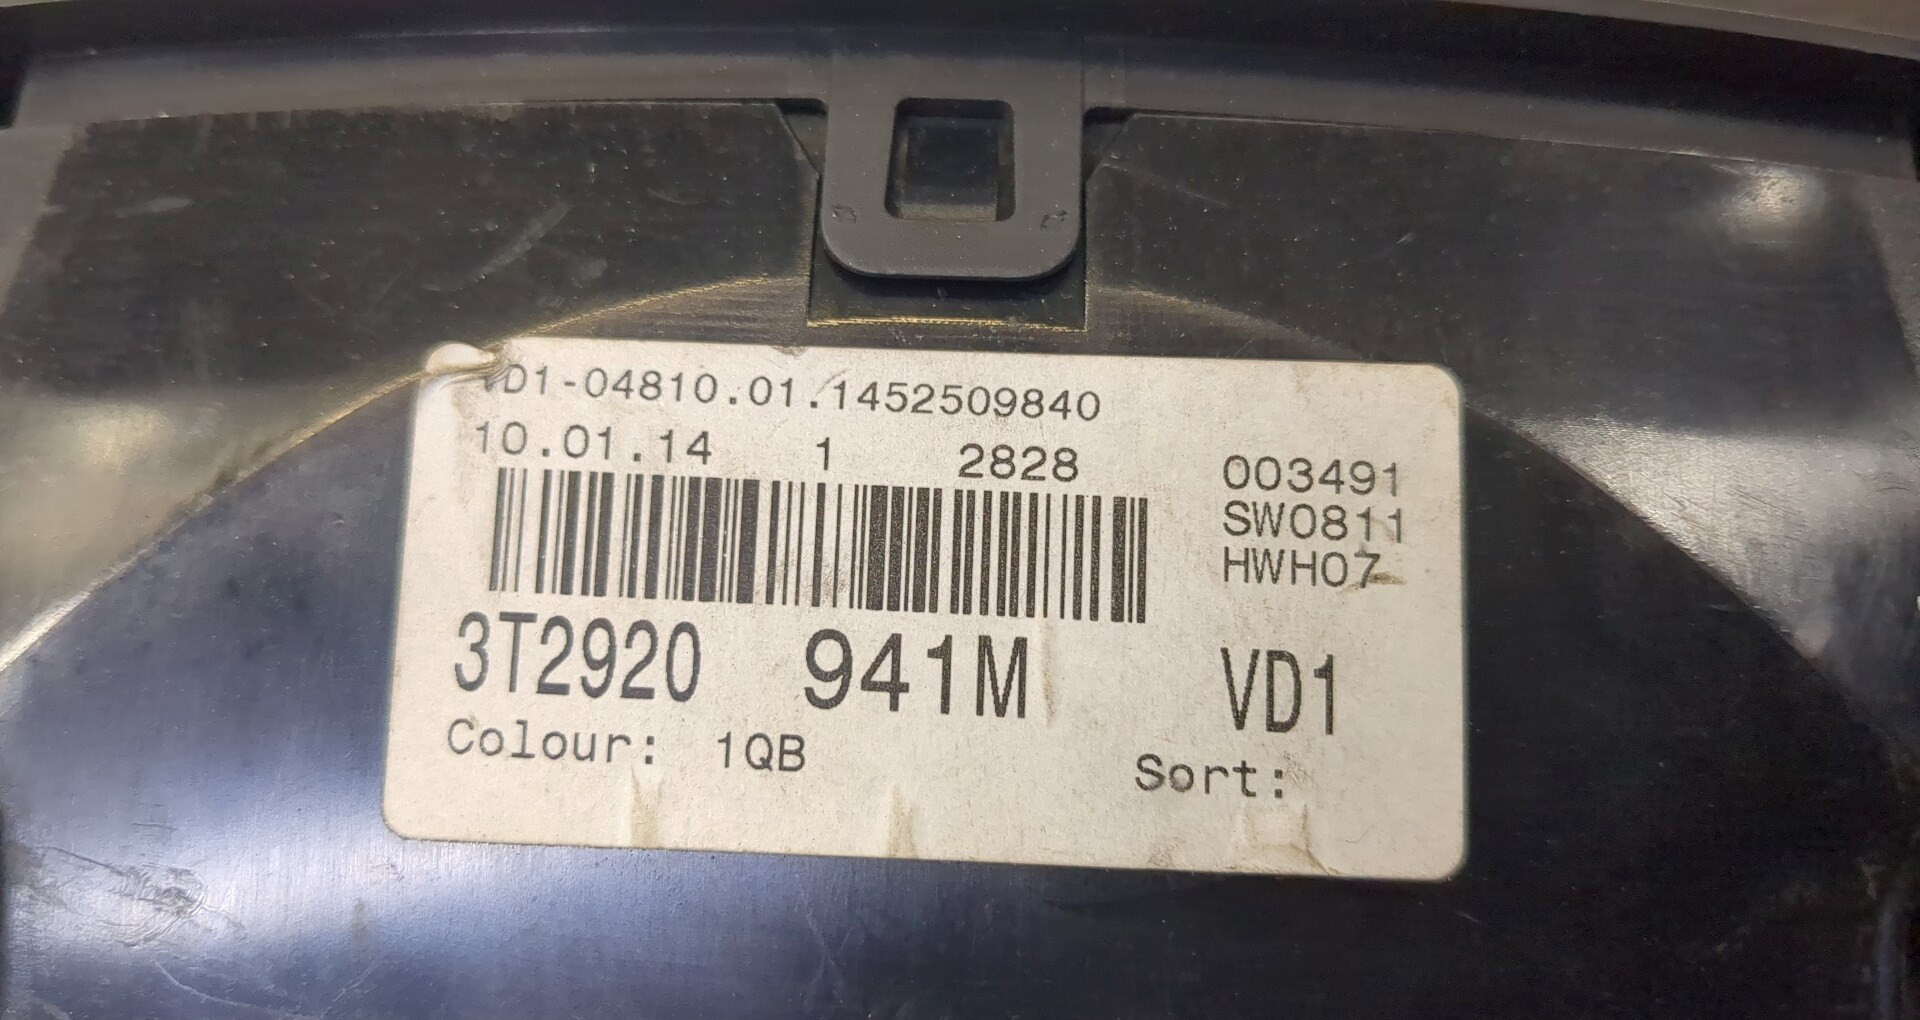 VD1-04810.01.1452509840
10.01.14 1 2828
003491
SW0811
HWH07
3T2920 941M VD1
Colour: 1QB Sort: